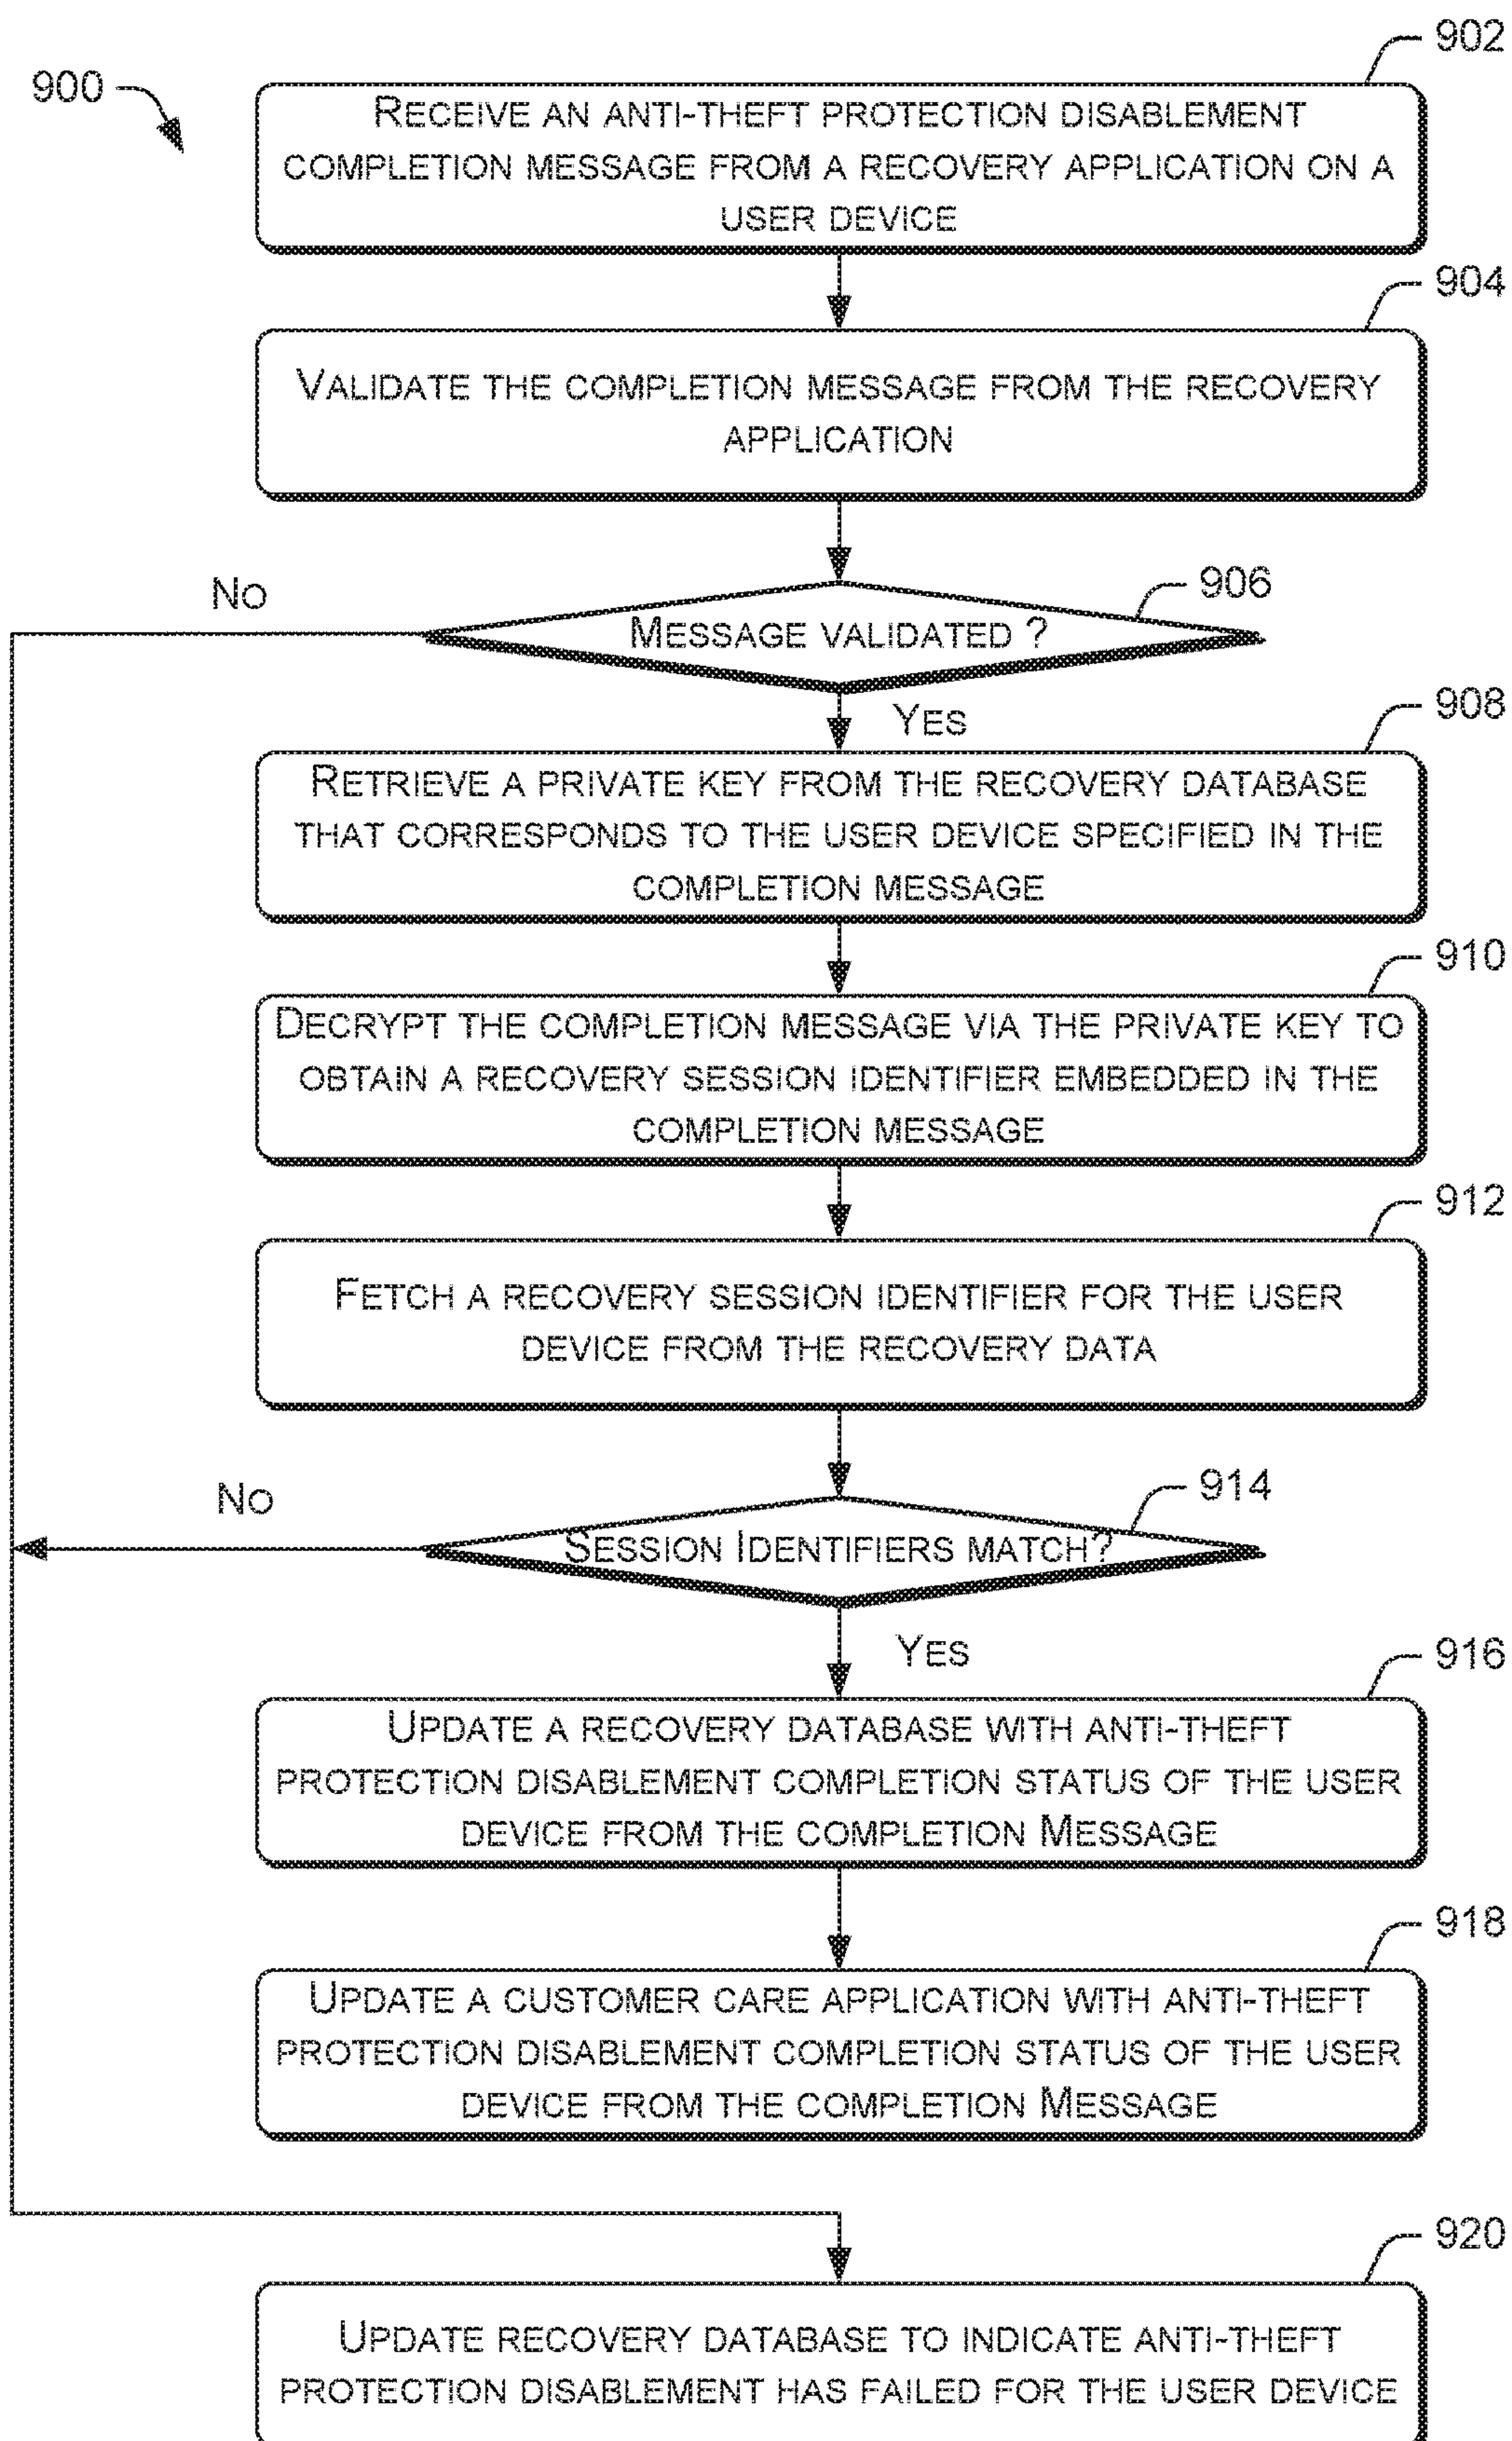 902
900
RECEIVE AN ANTI-THEFT PROTECTION DISABLEMENT
COMPLETION MESSAGE FROM A RECOVERY APPLICATION ON A
USER DEVICE
904
VALIDATE THE COMPLETION MESSAGE FROM THE RECOVERY
APPLICATION
906
NO
MESSAGE VALIDATED ?
YES
908
RETRIEVE A PRIVATE KEY FROM THE RECOVERY DATABASE
THAT CORRESPONDS TO THE USER DEVICE SPECIFIED IN THE
COMPLETION MESSAGE
910
DECRYPT THE COMPLETION MESSAGE VIA THE PRIVATE KEY TO
OBTAIN A RECOVERY SESSION IDENTIFIER EMBEDDED IN THE
COMPLETION MESSAGE
912
FETCH A RECOVERY SESSION IDENTIFIER FOR THE USER
DEVICE FROM THE RECOVERY DATA
914
NO
SESSION IDENTIFIERS MATCH?
YES
916
UPDATE A RECOVERY DATABASE WITH ANTI-THEFT
PROTECTION DISABLEMENT COMPLETION STATUS OF THE USER
DEVICE FROM THE COMPLETION MESSAGE
918
UPDATE A CUSTOMER CARE APPLICATION WITH ANTI-THEFT
PROTECTION DISABLEMENT COMPLETION STATUS OF THE USER
DEVICE FROM THE COMPLETION MESSAGE
920
UPDATE RECOVERY DATABASE TO INDICATE ANTI-THEFT
PROTECTION DISABLEMENT HAS FAILED FOR THE USER DEVICE